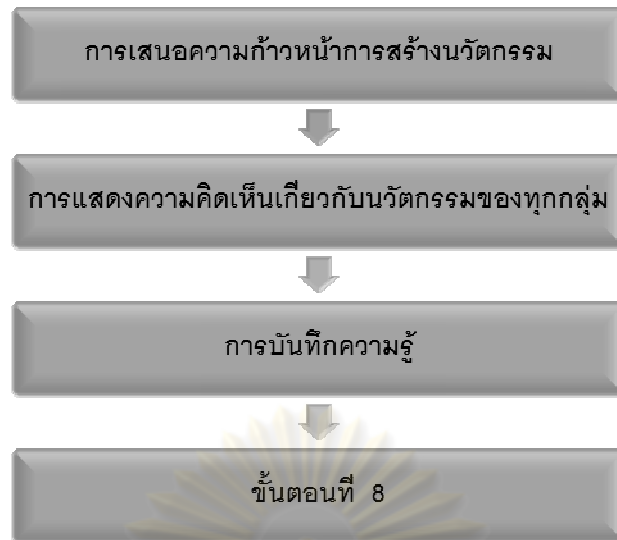 การเสนอความก้าวหน้าการสร้างนวัตกรรม
การแสดงความคิดเห็นเกี่ยวกับนวัตกรรมของทุกกลุ่ม
การบันทึกความรู้
ขั้นตอนที่ 8